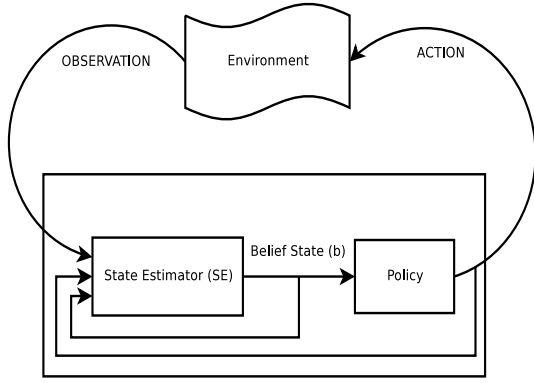 OBSERVATION
Environment
ACTION
Belief State (b)
State Estimator (SE)
Policy